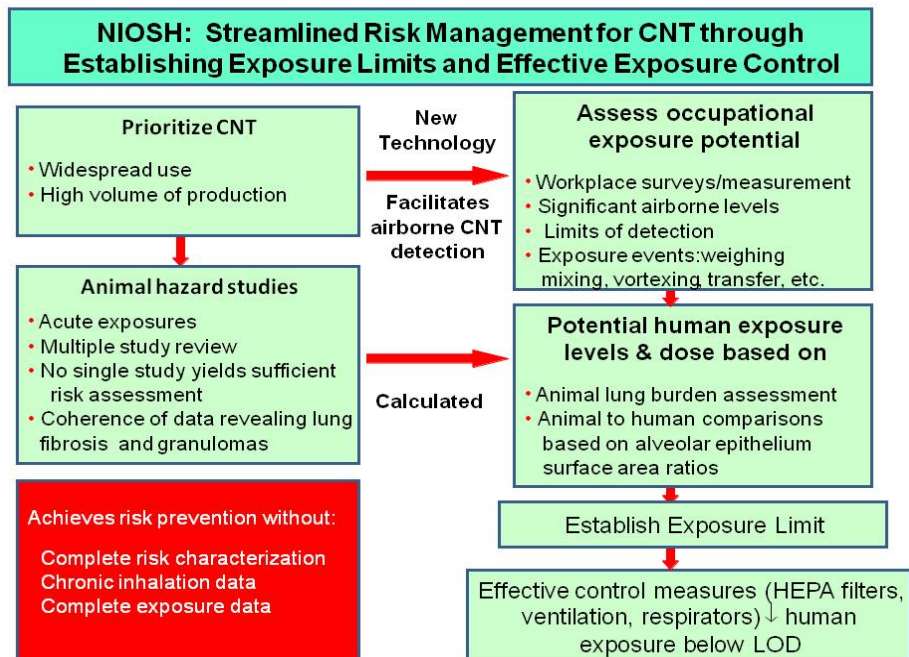 NIOSH: Streamlined Risk Management for CNT through
Establishing Exposure Limits and Effective Exposure Control
Prioritize CNT
• Widespread use
• High volume of production
New
Technology
Facilitates
airborne CNT
detection
Assess occupational
exposure potential
• Workplace surveys/measurement
• Significant airborne levels
• Limits of detection
• Exposure events:weighing
mixing, vortexing, transfer, etc.
Animal hazard studies
• Acute exposures
• Multiple study review
• No single study yields sufficient
risk assessment
• Coherence of data revealing lung
fibrosis and granulomas
Calculated
Potential human exposure
levels & dose based on
• Animal lung burden assessment
• Animal to human comparisons
based on alveolar epithelium
surface area ratios
Achieves risk prevention without:
Complete risk characterization
Chronic inhalation data
Complete exposure data
Establish Exposure Limit
Effective control measures (HEPA filters,
ventilation, respirators)↓ human
exposure below LOD